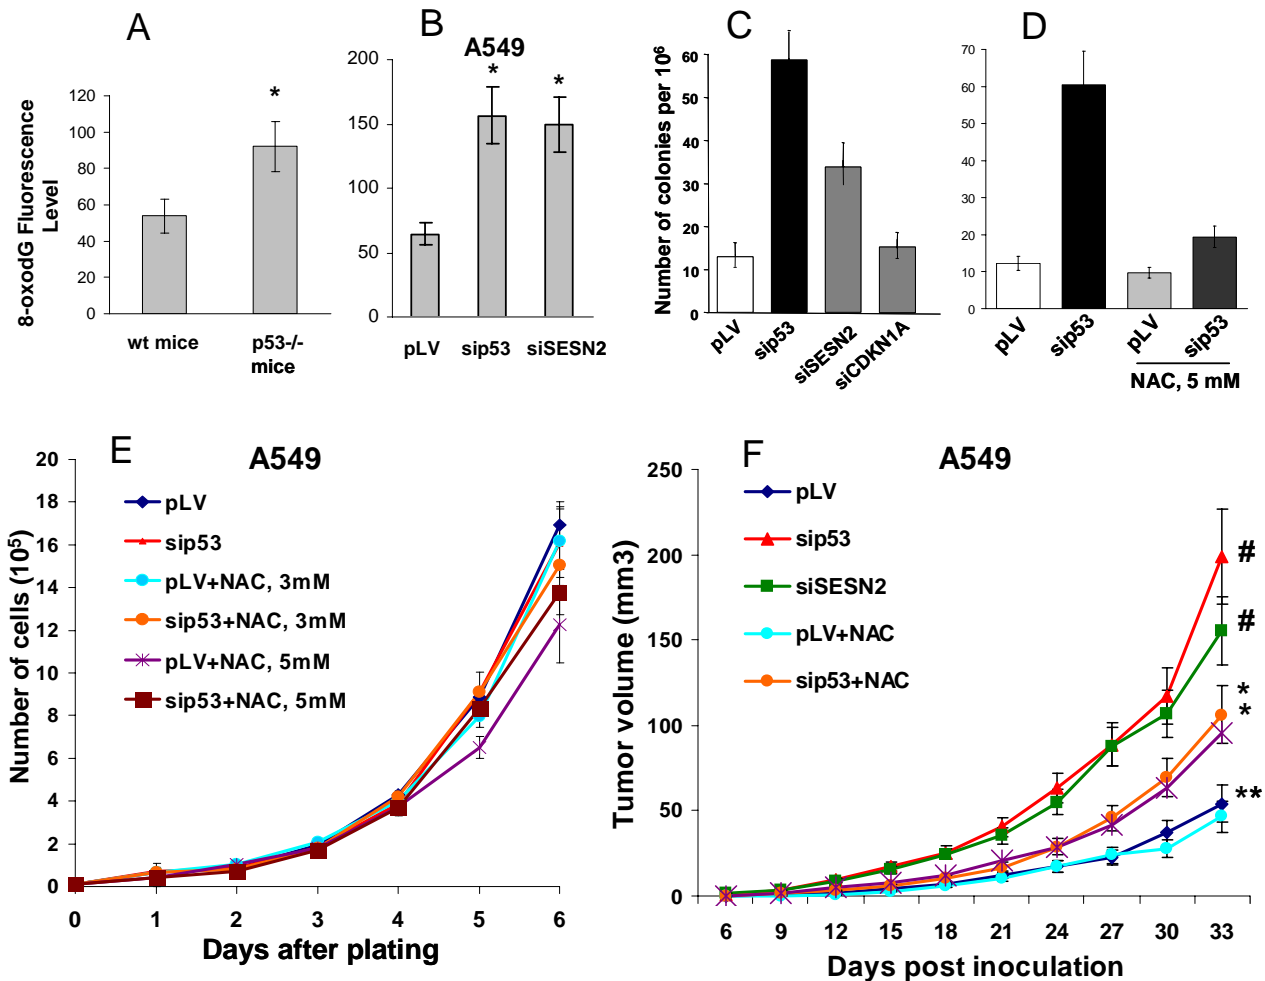 A
8-oxodG Fluorescence
Level
120
100
80
60
40
20
0
*
wt mice
p53-/-
mice
B
A549
200
150
100
50
0
*
*
pLV
sip53
siSESN2
C
Number of colonies per 10⁶
60
50
40
30
20
10
0
pLV
sip53
siSESN2
siCDKN1A
D
70
60
50
40
30
20
10
0
pLV
sip53
pLV
sip53
NAC, 5 mM
E
A549
Number of cells (10⁵)
20
18
16
14
12
10
8
6
4
2
0
pLV
sip53
pLV+NAC, 3mM
sip53+NAC, 3mM
pLV+NAC, 5mM
sip53+NAC, 5mM
0 1 2 3 4 5 6
Days after plating
F
A549
Tumor volume (mm3)
250
200
150
100
50
0
pLV
sip53
siSESN2
pLV+NAC
sip53+NAC
#
#
*
*
**
6 9 12 15 18 21 24 27 30 33
Days post inoculation